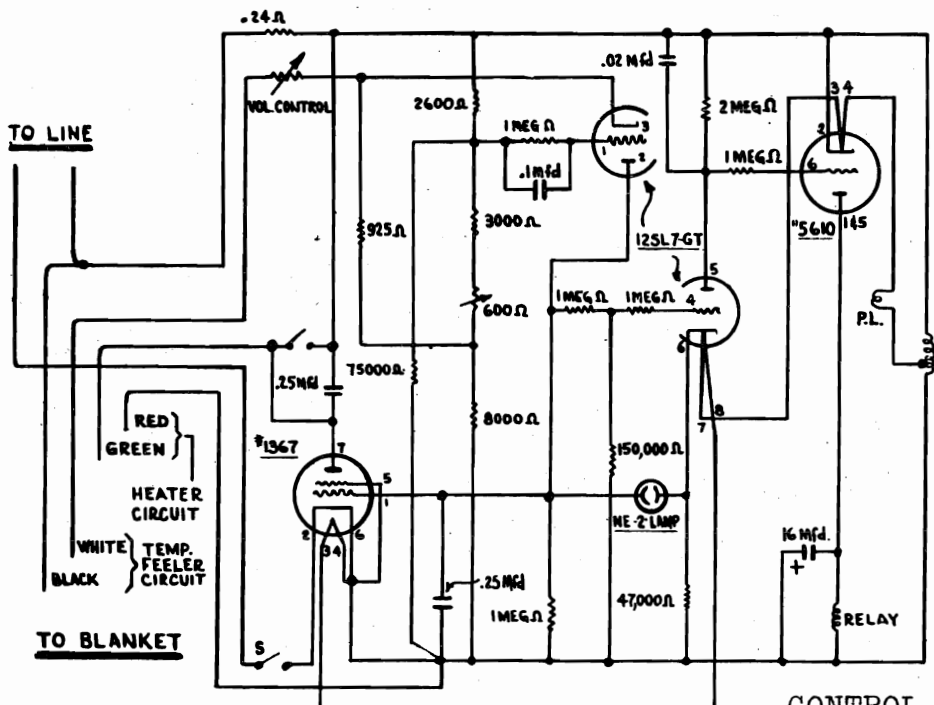 .24Ω
VOL. CONTROL
TO LINE
2600Ω
.02 Mfd
2 MEG Ω
1 MEG Ω
3
1
2
.1mfd
1 MEG Ω
3 4
2
6
"5610
1 4 5
925Ω
3000Ω
12SL7-GT
5
600Ω
1 MEG Ω
1 MEG Ω
4
6
P.L.
75000Ω
.25 Mfd
8
7
8000Ω
RED
GREEN
HEATER
CIRCUIT
#1367
7
5
1
2
3 4
6
150,000Ω
NE-2-LAMP
16 Mfd.
+
WHITE
BLACK
TEMP.
FEELER
CIRCUIT
.25 Mfd
1 MEG Ω
47,000Ω
RELAY
TO BLANKET
S
CONTROL